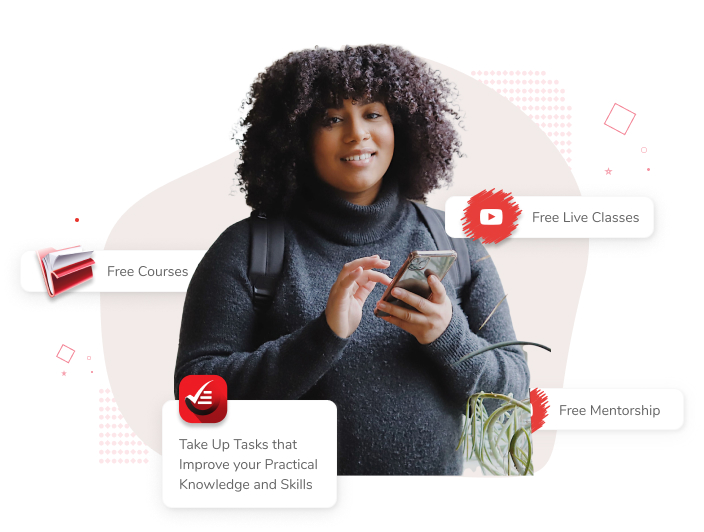 Free Live Classes
Free Courses
Free Mentorship
Take Up Tasks that
Improve your Practical
Knowledge and Skills